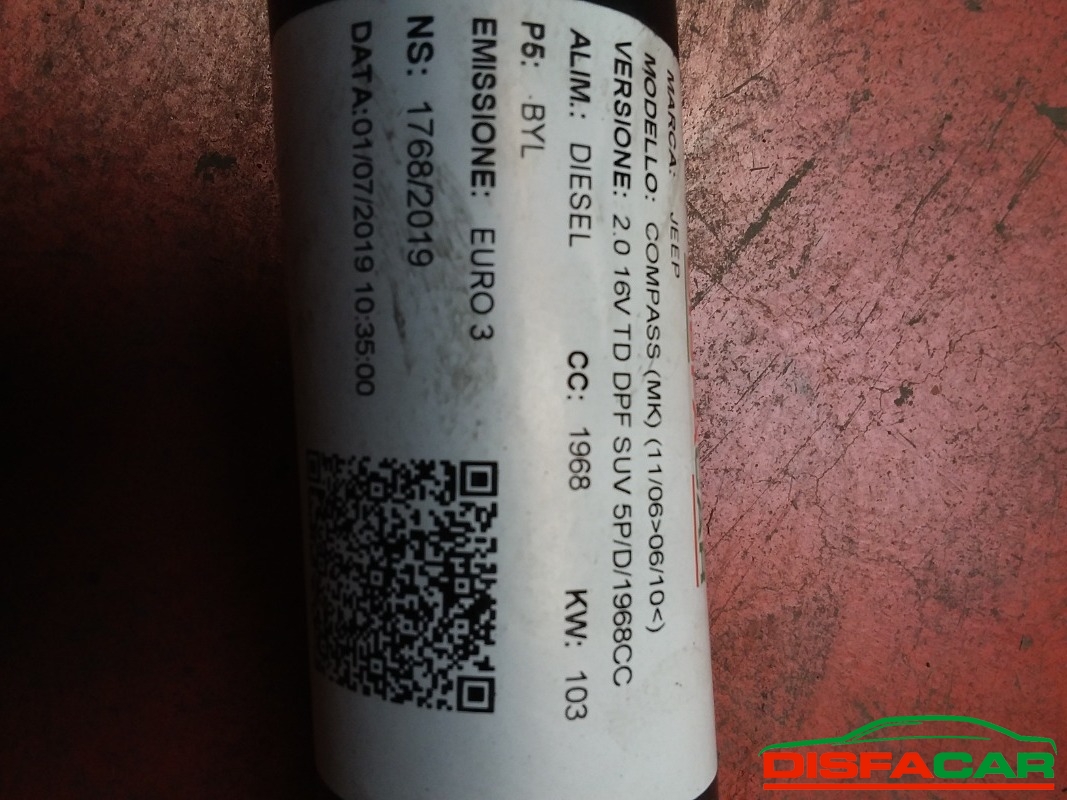 MARCA: JEEP
MODELLO: COMPASS (MK) (11/06>06/10<)
VERSIONE: 2.0 16V TD DPF SUV 5P/D/1968CC
ALIM.: DIESEL CC: 1968 KW: 103
P5: BYL
EMISSIONE: EURO 3
NS: 1768/2019
DATA:01/07/2019 10:35:00
DISFACAR